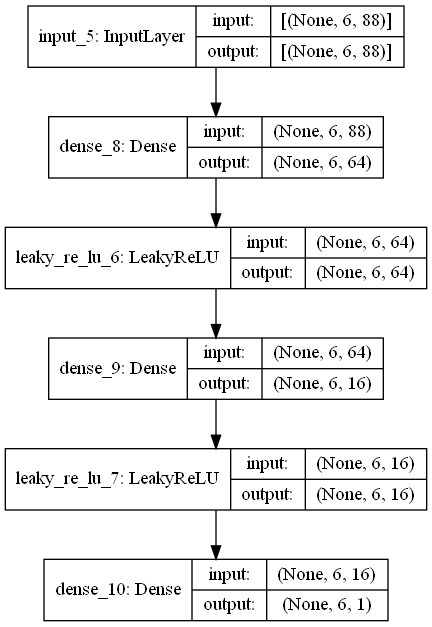 input_5: InputLayer
input: [(None, 6, 88)]
output: [(None, 6, 88)]
dense_8: Dense
input: (None, 6, 88)
output: (None, 6, 64)
leaky_re_lu_6: LeakyReLU
input: (None, 6, 64)
output: (None, 6, 64)
dense_9: Dense
input: (None, 6, 64)
output: (None, 6, 16)
leaky_re_lu_7: LeakyReLU
input: (None, 6, 16)
output: (None, 6, 16)
dense_10: Dense
input: (None, 6, 16)
output: (None, 6, 1)